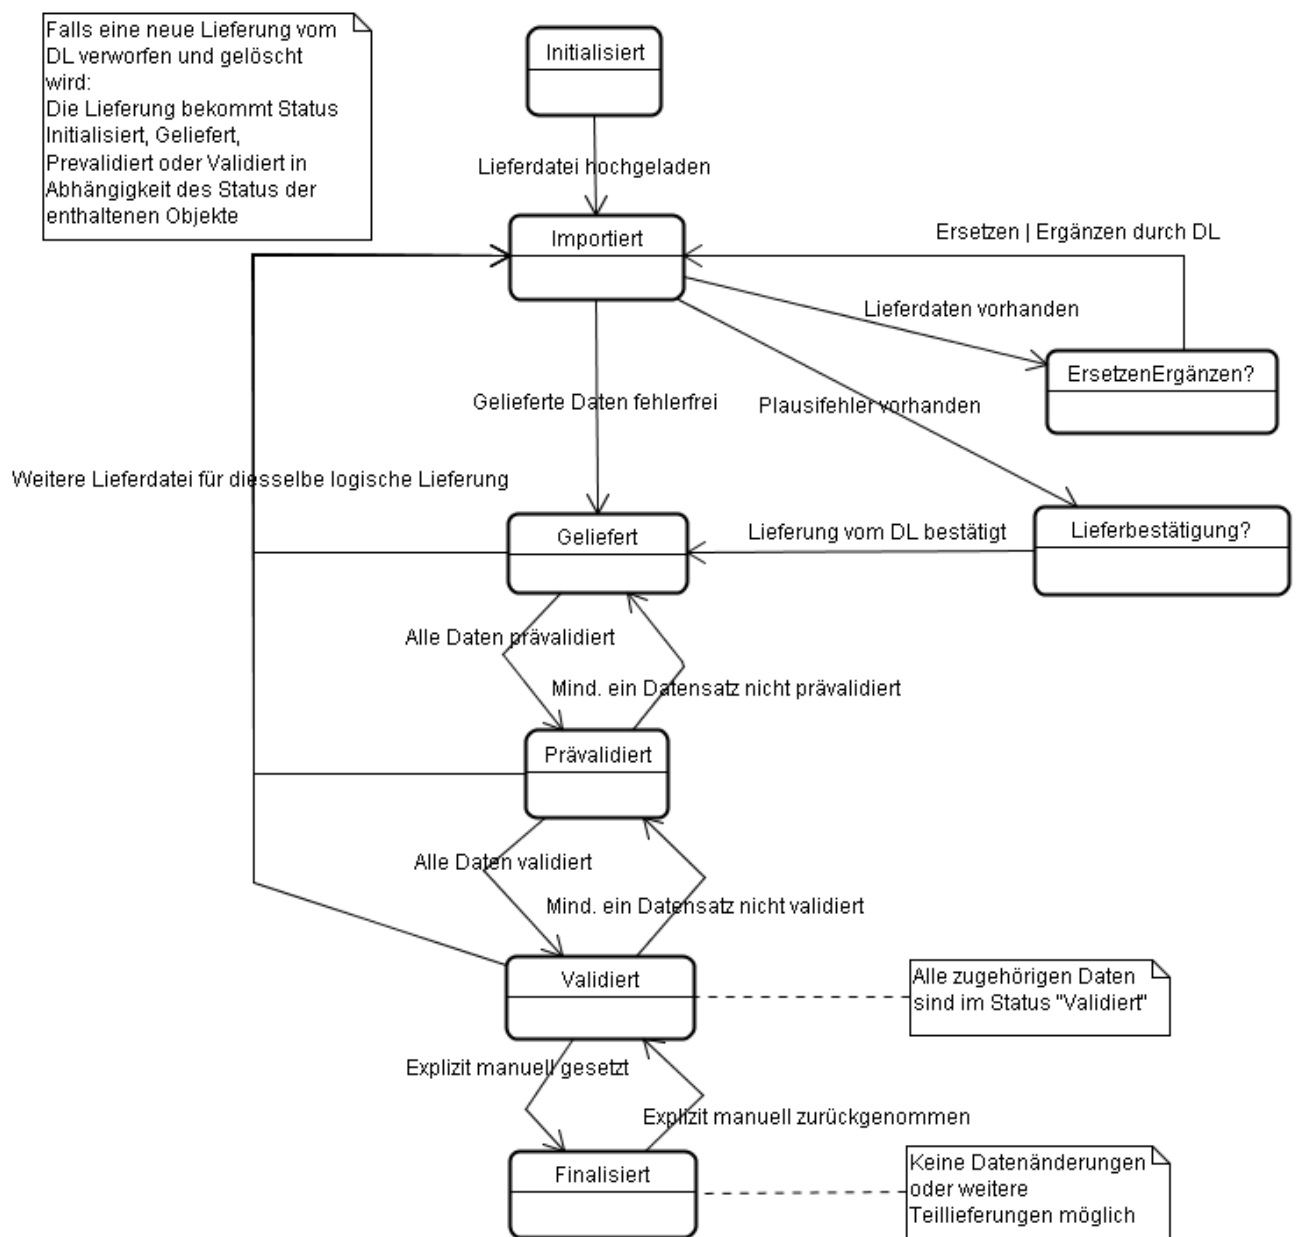 Falls eine neue Lieferung vom
DL verworfen und gelöscht
wird:
Die Lieferung bekommt Status
Initialisiert, Geliefert,
Prevalidiert oder Validiert in
Abhängigkeit des Status der
enthaltenen Objekte
Initialisiert
Lieferdatei hochgeladen
Importiert
Ersetzen | Ergänzen durch DL
Lieferdaten vorhanden
ErsetzenErgänzen?
Gelieferte Daten fehlerfrei
Plausifehler vorhanden
Weitere Lieferdatei für diesselbe logische Lieferung
Geliefert
Lieferung vom DL bestätigt
Lieferbestätigung?
Alle Daten prävalidiert
Mind. ein Datensatz nicht prävalidiert
Prävalidiert
Alle Daten validiert
Mind. ein Datensatz nicht validiert
Validiert
Alle zugehörigen Daten
sind im Status "Validiert"
Explizit manuell gesetzt
Explizit manuell zurückgenommen
Finalisiert
Keine Datenänderungen
oder weitere
Teillieferungen möglich